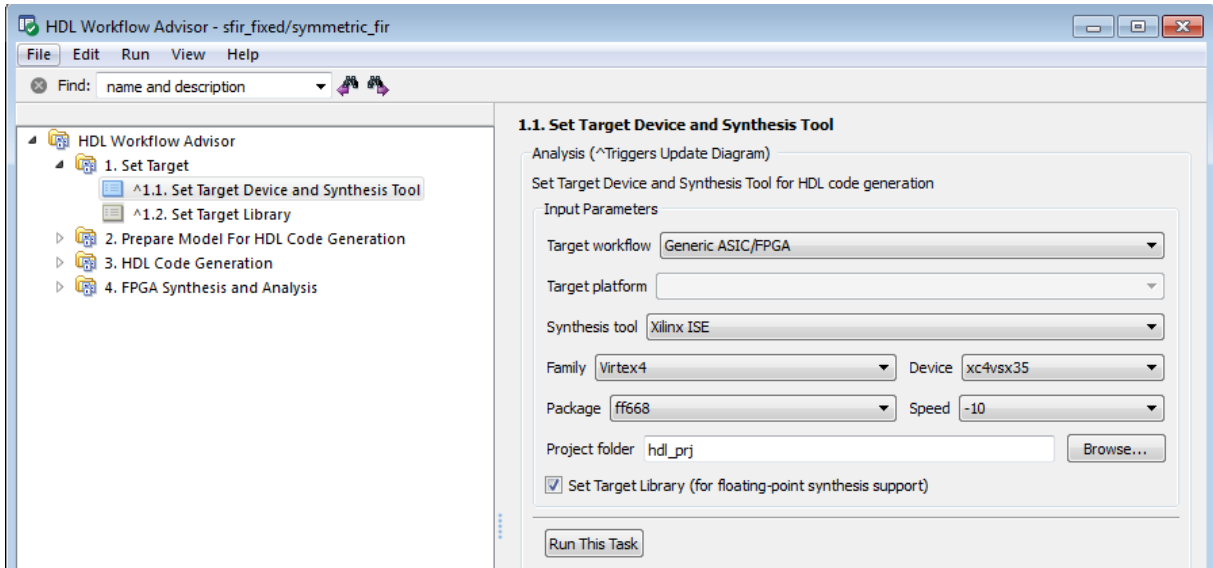 HDL Workflow Advisor - sfir_fixed/symmetric_fir
File Edit Run View Help
Find: name and description
HDL Workflow Advisor
1. Set Target
^1.1. Set Target Device and Synthesis Tool
^1.2. Set Target Library
2. Prepare Model For HDL Code Generation
3. HDL Code Generation
4. FPGA Synthesis and Analysis
1.1. Set Target Device and Synthesis Tool
Analysis (^Triggers Update Diagram)
Set Target Device and Synthesis Tool for HDL code generation
Input Parameters
Target workflow Generic ASIC/FPGA
Target platform
Synthesis tool Xilinx ISE
Family Virtex4 Device xc4vsx35
Package ff668 Speed -10
Project folder hdl_prj Browse...
Set Target Library (for floating-point synthesis support)
Run This Task